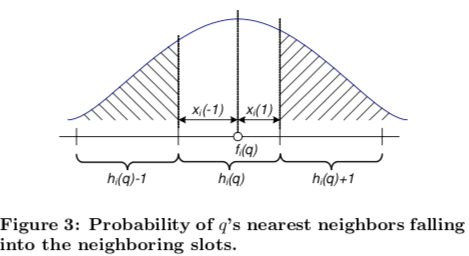 xᵢ(-1) xᵢ(1)
fᵢ(q)
hᵢ(q)-1 hᵢ(q) hᵢ(q)+1
Figure 3: Probability of q's nearest neighbors falling
into the neighboring slots.